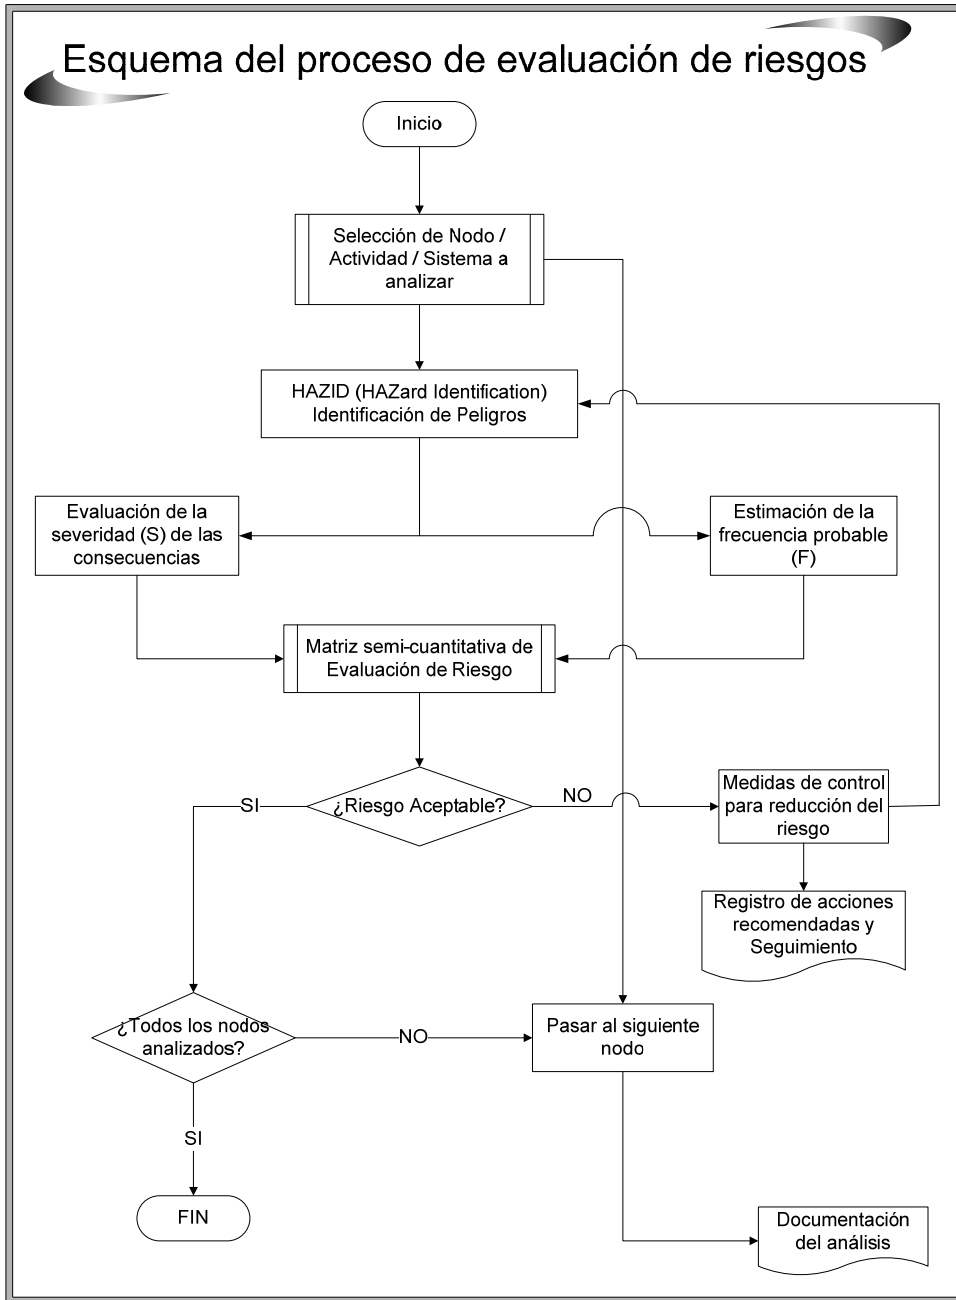 Esquema del proceso de evaluación de riesgos
Inicio
Selección de Nodo /
Actividad / Sistema a
analizar
HAZID (HAZard Identification)
Identificación de Peligros
Evaluación de la
severidad (S) de las
consecuencias
Estimación de la
frecuencia probable
(F)
Matriz semi-cuantitativa de
Evaluación de Riesgo
SI
¿Riesgo Aceptable?
NO
Medidas de control
para reducción del
riesgo
Registro de acciones
recomendadas y
Seguimiento
¿Todos los nodos
analizados?
NO
Pasar al siguiente
nodo
SI
FIN
Documentación
del análisis